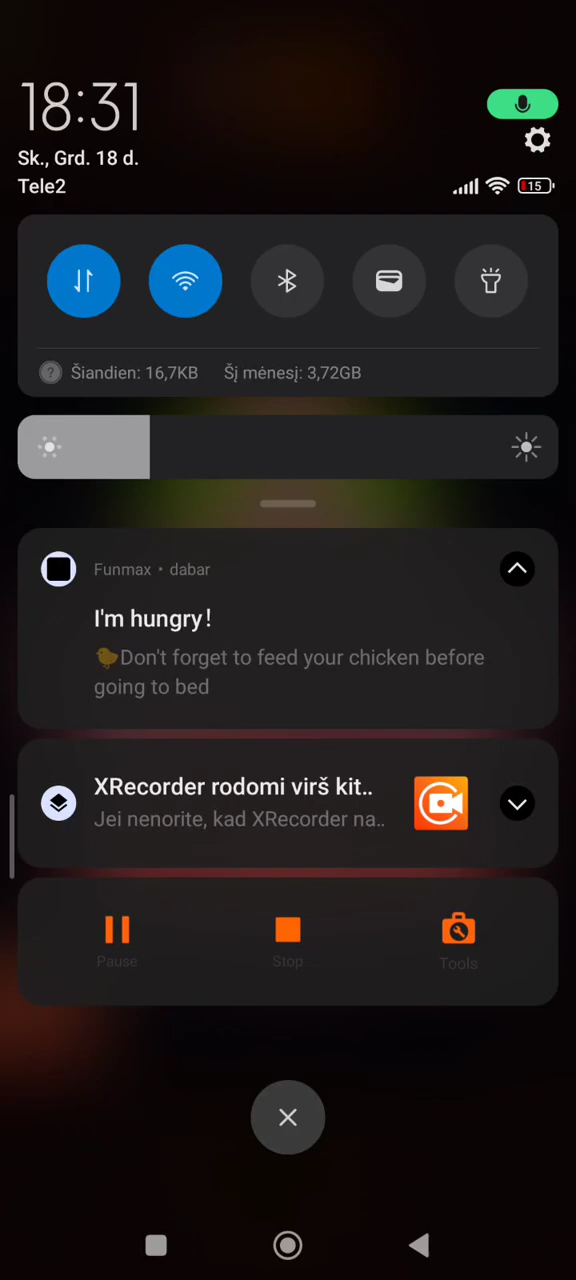 18:31
Sk., Grd. 18 d.
Tele2
15
Šiandien: 16,7KB Šį mėnesį: 3,72GB
Funmax • dabar
I'm hungry!
🐤Don't forget to feed your chicken before
going to bed
XRecorder rodomi virš kit..
Jei nenorite, kad XRecorder na..
Pause
Stop
Tools